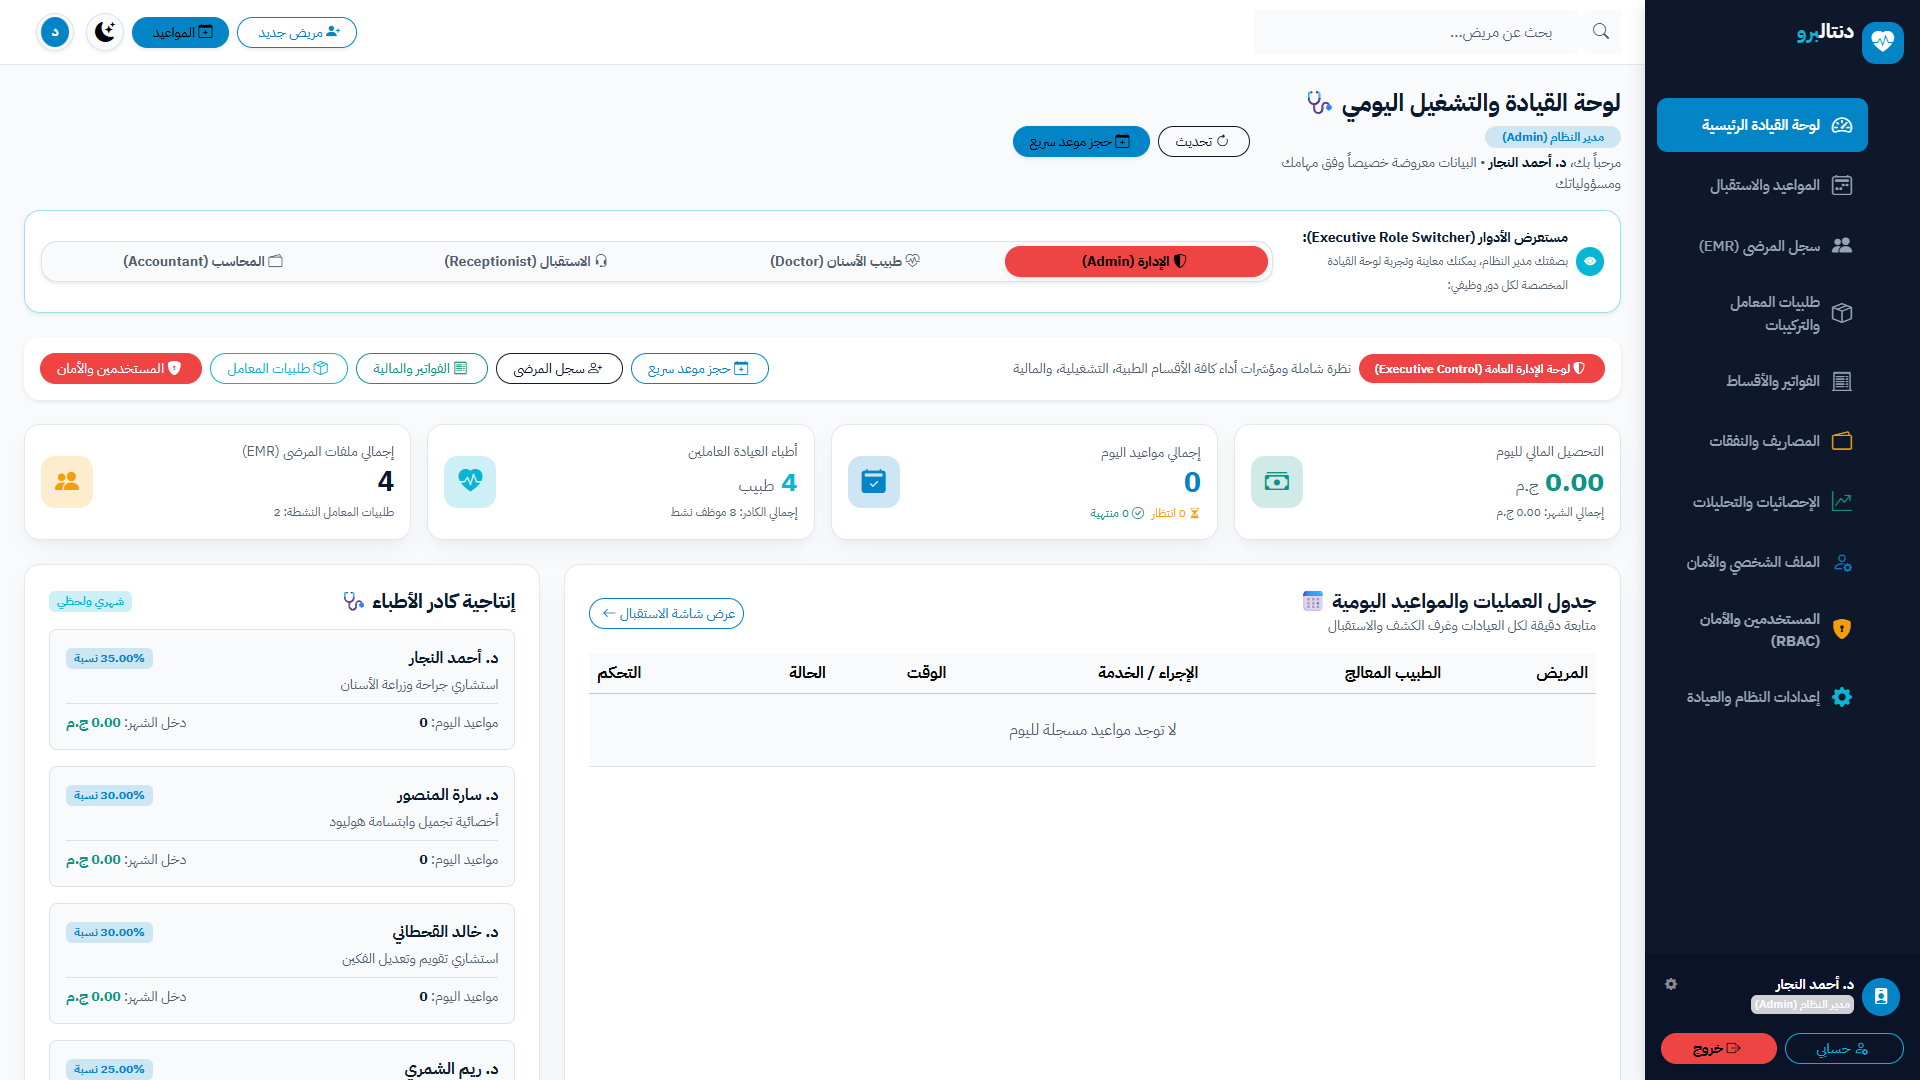 دنتالبرو
لوحة القيادة الرئيسية
المواعيد والاستقبال
سجل المرضى (EMR)
طلبيات المعامل
والتركيبات
الفواتير والأقساط
المصاريف والنفقات
الإحصائيات والتحليلات
الملف الشخصي والأمان
المستخدمين والأمان
(RBAC)
إعدادات النظام والعيادة
د. أحمد النجار
مدير النظام (Admin)
حسابي
خروج
بحث عن مريض...
مريض جديد
المواعيد
د
لوحة القيادة والتشغيل اليومي
مدير النظام (Admin)
مرحباً بك، د. أحمد النجار • البيانات معروضة خصيصاً وفق مهامك
ومسؤولياتك
تحديث
حجز موعد سريع
مستعرض الأدوار (Executive Role Switcher):
بصفتك مدير النظام، يمكنك معاينة وتجربة لوحة القيادة
المخصصة لكل دور وظيفي:
الإدارة (Admin)
طبيب الأسنان (Doctor)
الاستقبال (Receptionist)
المحاسب (Accountant)
لوحة الإدارة العامة (Executive Control)
نظرة شاملة ومؤشرات أداء كافة الأقسام الطبية، التشغيلية، والمالية
حجز موعد سريع
سجل المرضى
الفواتير والمالية
طلبيات المعامل
المستخدمين والأمان
التحصيل المالي لليوم
0.00 ج.م
إجمالي الشهر: 0.00 ج.م
إجمالي مواعيد اليوم
0
0 انتظار 0 منتهية
أطباء العيادة العاملين
4 طبيب
إجمالي الكادر: 8 موظف نشط
إجمالي ملفات المرضى (EMR)
4
طلبيات المعامل النشطة: 2
جدول العمليات والمواعيد اليومية
متابعة دقيقة لكل العيادات وغرف الكشف والاستقبال
عرض شاشة الاستقبال
المريض الطبيب المعالج الإجراء / الخدمة الوقت الحالة التحكم
لا توجد مواعيد مسجلة لليوم
إنتاجية كادر الأطباء
شهري ولحظي
د. أحمد النجار
35.00% نسبة
استشاري جراحة وزراعة الأسنان
مواعيد اليوم: 0
دخل الشهر: 0.00 ج.م
د. سارة المنصور
30.00% نسبة
أخصائية تجميل وابتسامة هوليود
مواعيد اليوم: 0
دخل الشهر: 0.00 ج.م
د. خالد القحطاني
30.00% نسبة
استشاري تقويم وتعديل الفكين
مواعيد اليوم: 0
دخل الشهر: 0.00 ج.م
د. ريم الشمري
25.00% نسبة